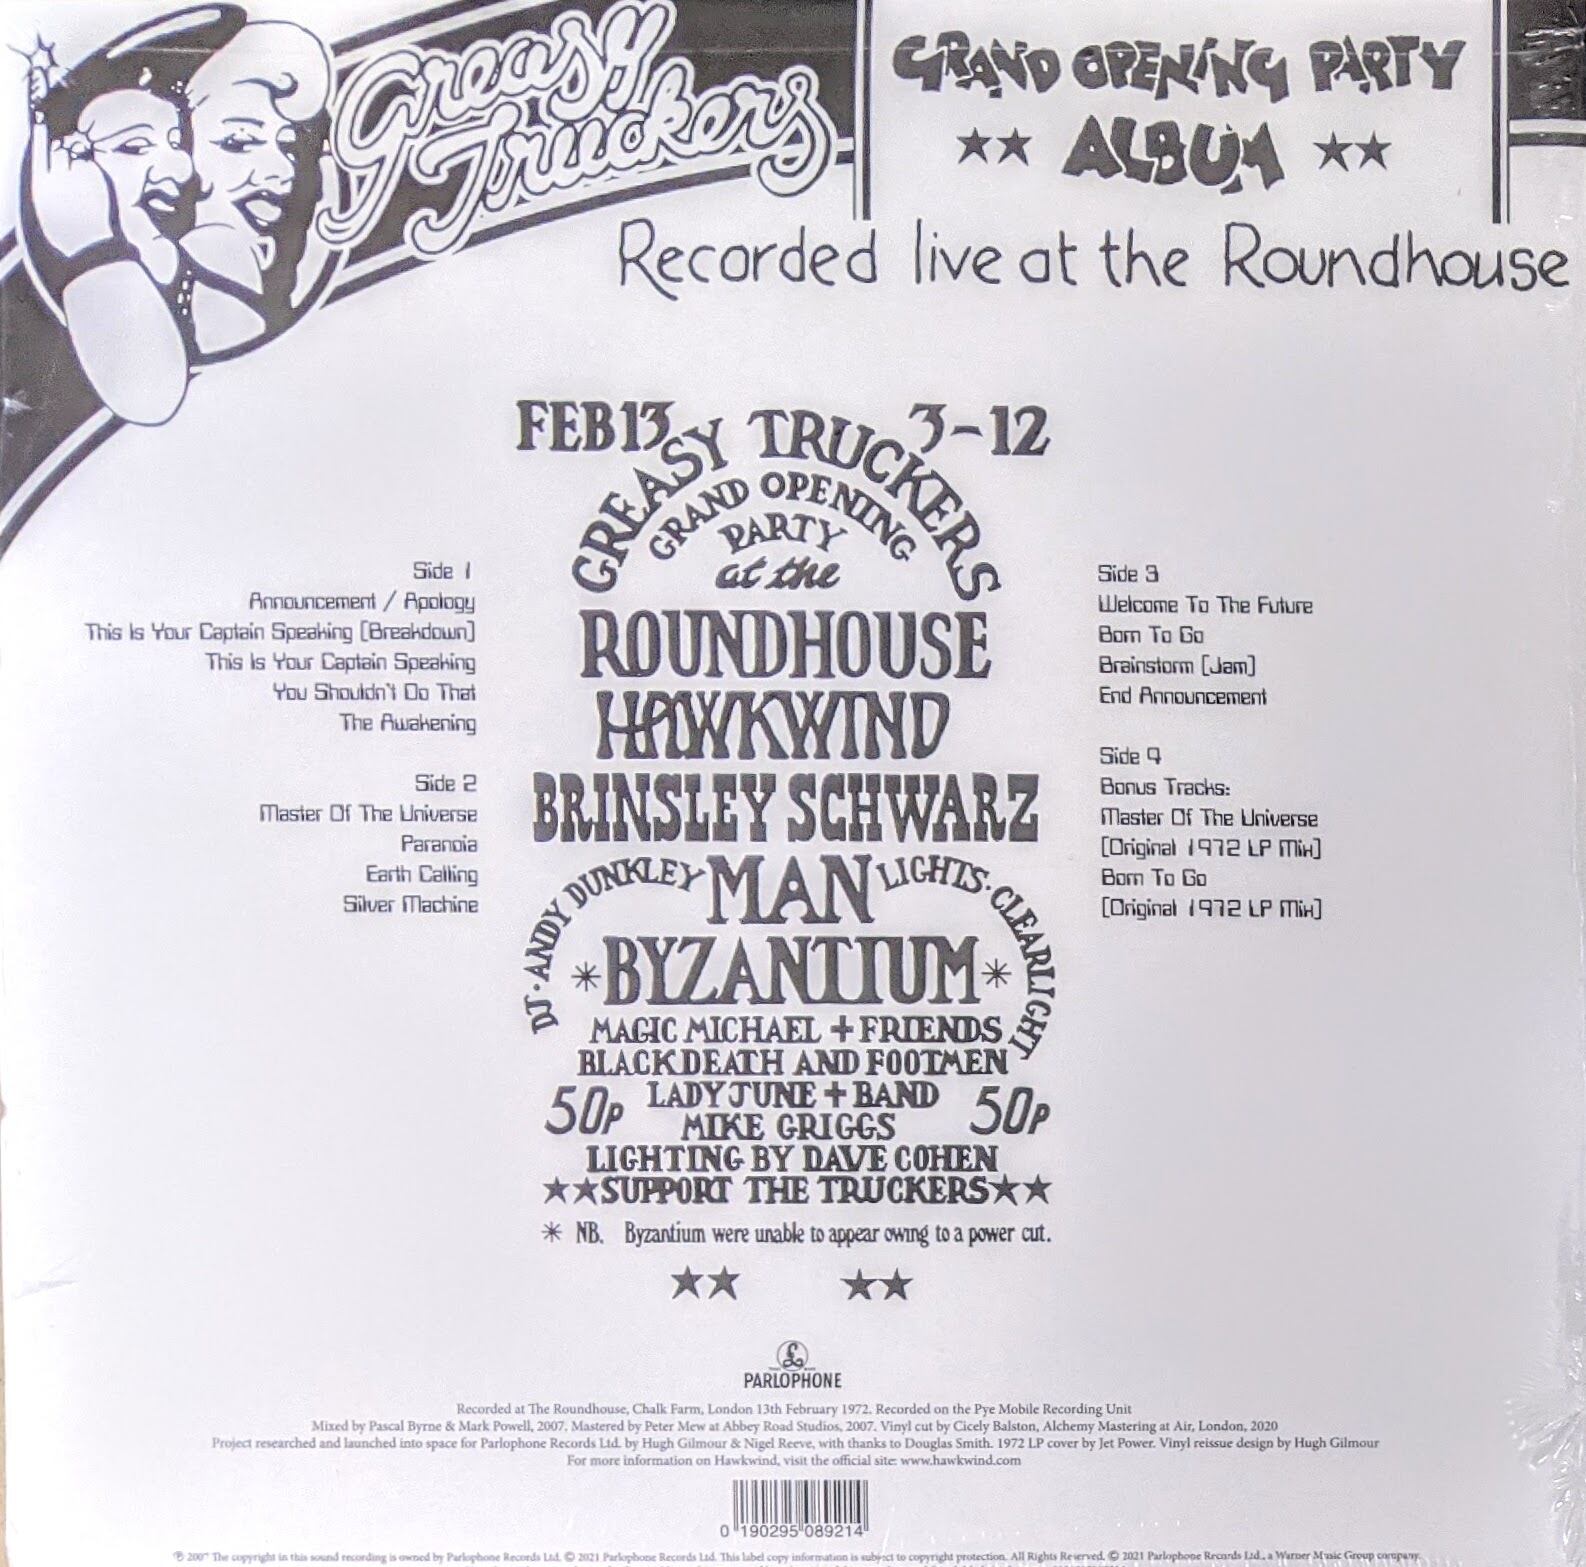 Greasy
Truckers
GRAND OPENING PARTY
ALBUM
Recorded live at the Roundhouse
FEB 13
3-12
GREASY TRUCKERS
GRAND OPENING
PARTY
at the
ROUNDHOUSE
HAWKWIND
BRINSLEY SCHWARZ
DJ · ANDY DUNKLEY
MAN
LIGHTS · CLEARLIGHT
* BYZANTIUM *
MAGIC MICHAEL + FRIENDS
BLACKDEATH AND FOOTMEN
LADY JUNE + BAND
50p
50p
MIKE GRIGGS
LIGHTING BY DAVE COHEN
★★SUPPORT THE TRUCKERS★★
* NB. Byzantium were unable to appear owing to a power cut.
Side 1
Announcement / Apology
This Is Your Captain Speaking [Breakdown]
This Is Your Captain Speaking
You Shouldn't Do That
The Awakening
Side 2
Master Of The Universe
Paranoia
Earth Calling
Silver Machine
Side 3
Welcome To The Future
Born To Go
Brainstorm [Jam]
End Announcement
Side 4
Bonus Tracks:
Master Of The Universe
[Original 1972 LP Mix]
Born To Go
[Original 1972 LP Mix]
PARLOPHONE
Recorded at The Roundhouse, Chalk Farm, London 13th February 1972. Recorded on the Pye Mobile Recording Unit
Mixed by Pascal Byrne & Mark Powell, 2007. Mastered by Peter Mew at Abbey Road Studios, 2007. Vinyl cut by Cicely Balston, Alchemy Mastering at Air, London, 2020
Project researched and launched into space for Parlophone Records Ltd. by Hugh Gilmour & Nigel Reeve, with thanks to Douglas Smith. 1972 LP cover by Jet Power. Vinyl reissue design by Hugh Gilmour
For more information on Hawkwind, visit the official site: www.hawkwind.com
0 190295 089214
℗ 2007 The copyright in this sound recording is owned by Parlophone Records Ltd. © 2021 Parlophone Records Ltd. This label copy information is subject to copyright protection. All Rights Reserved. © 2021 Parlophone Records Ltd., a Warner Music Group company.